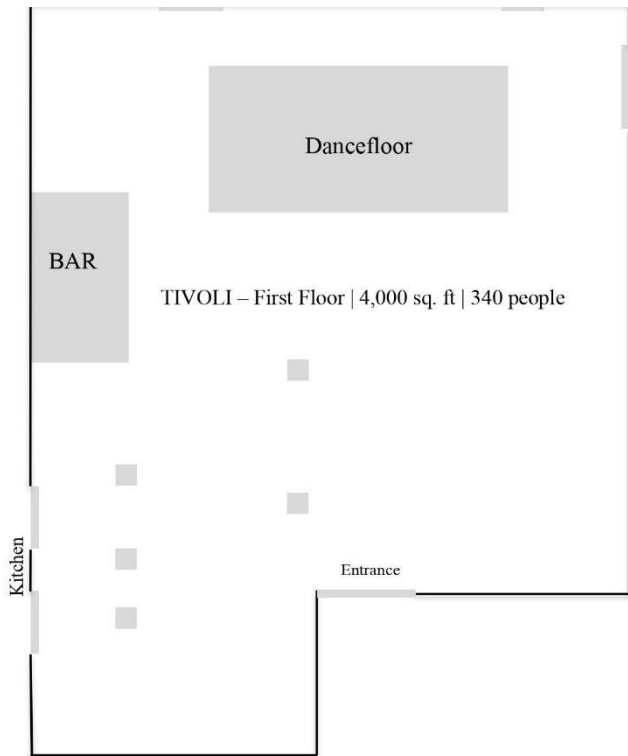 Dancefloor
BAR
TIVOLI – First Floor | 4,000 sq. ft | 340 people
Entrance
Kitchen